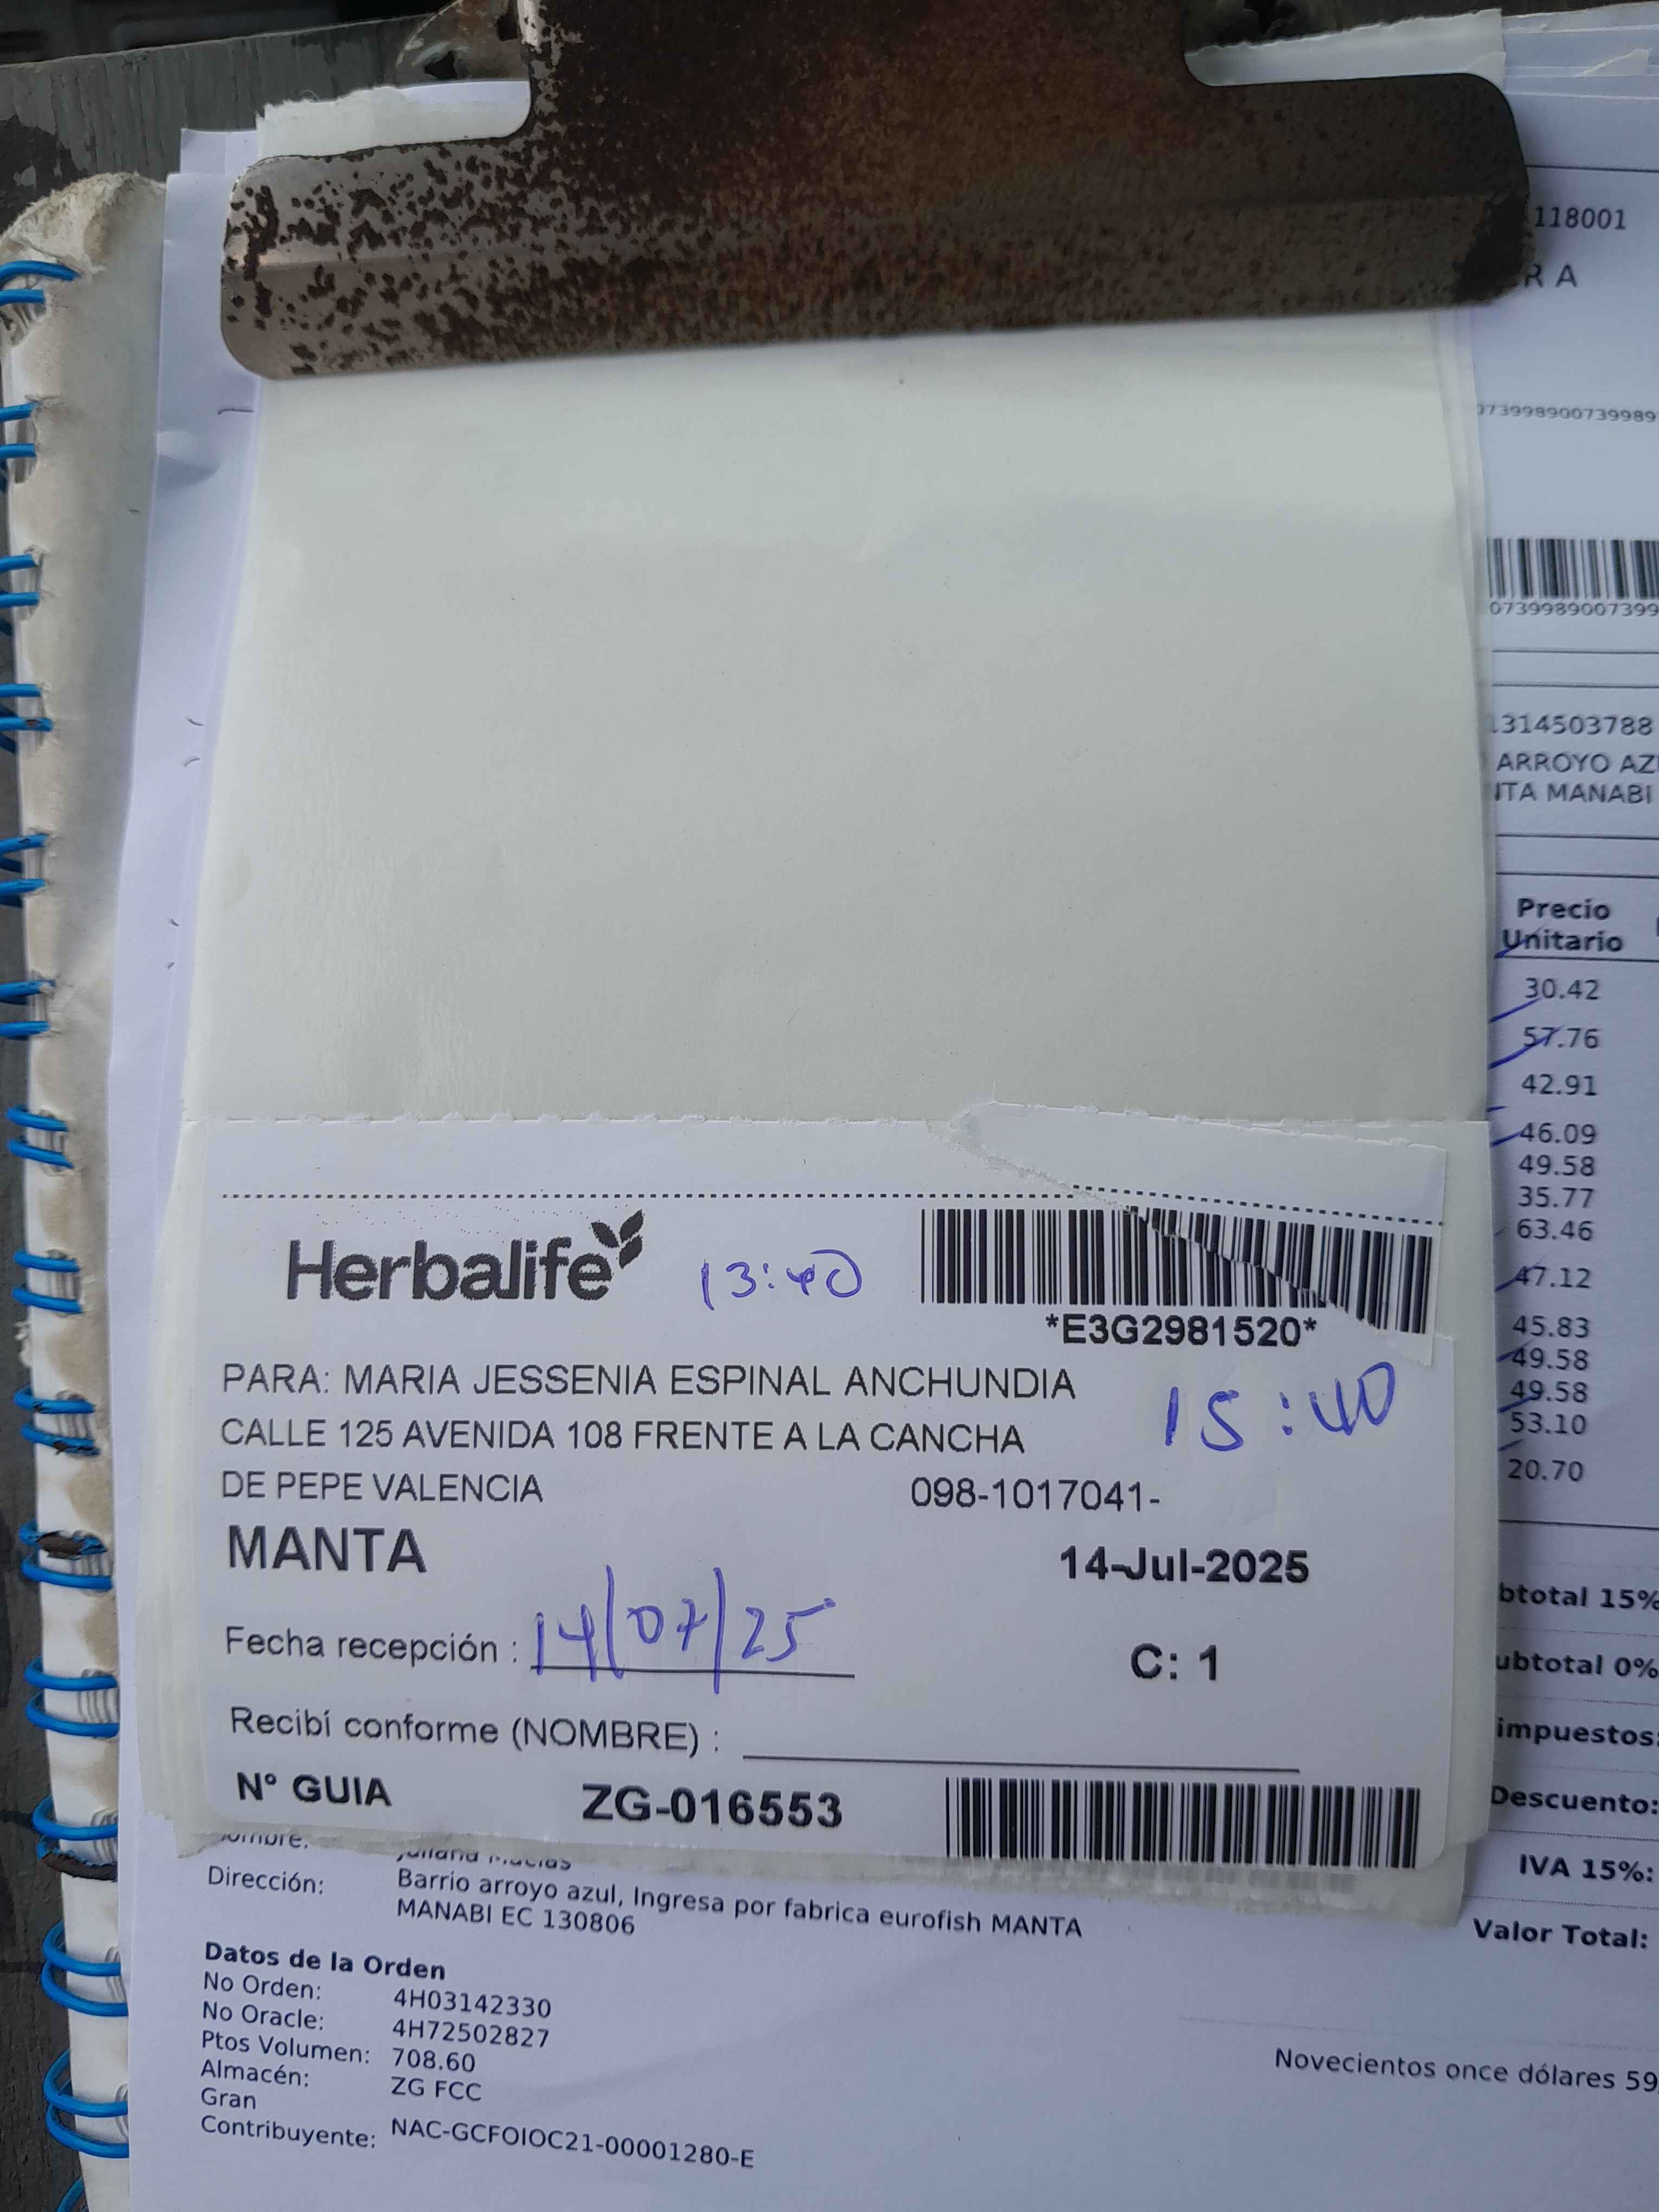 118001
R A
0739989007399989
0739989007399
1314503788
ARROYO AZ
NTA MANABI
Precio
Unitario
30.42
57.76
42.91
46.09
49.58
35.77
63.46
47.12
45.83
49.58
49.58
53.10
20.70
btotal 15%
ubtotal 0%
impuestos:
Descuento:
IVA 15%:
Valor Total:
Novecientos once dólares 59
Herbalife
13:40
*E3G2981520*
PARA: MARIA JESSENIA ESPINAL ANCHUNDIA
15:40
CALLE 125 AVENIDA 108 FRENTE A LA CANCHA
DE PEPE VALENCIA 098-1017041-
MANTA 14-Jul-2025
Fecha recepción : 14/07/25
C: 1
Recibí conforme (NOMBRE) :
N° GUIA ZG-016553
Dirección: Barrio arroyo azul, Ingresa por fabrica eurofish MANTA
MANABI EC 130806
Datos de la Orden
No Orden: 4H03142330
No Oracle: 4H72502827
Ptos Volumen: 708.60
Almacén: ZG FCC
Gran
Contribuyente: NAC-GCFOIOC21-00001280-E